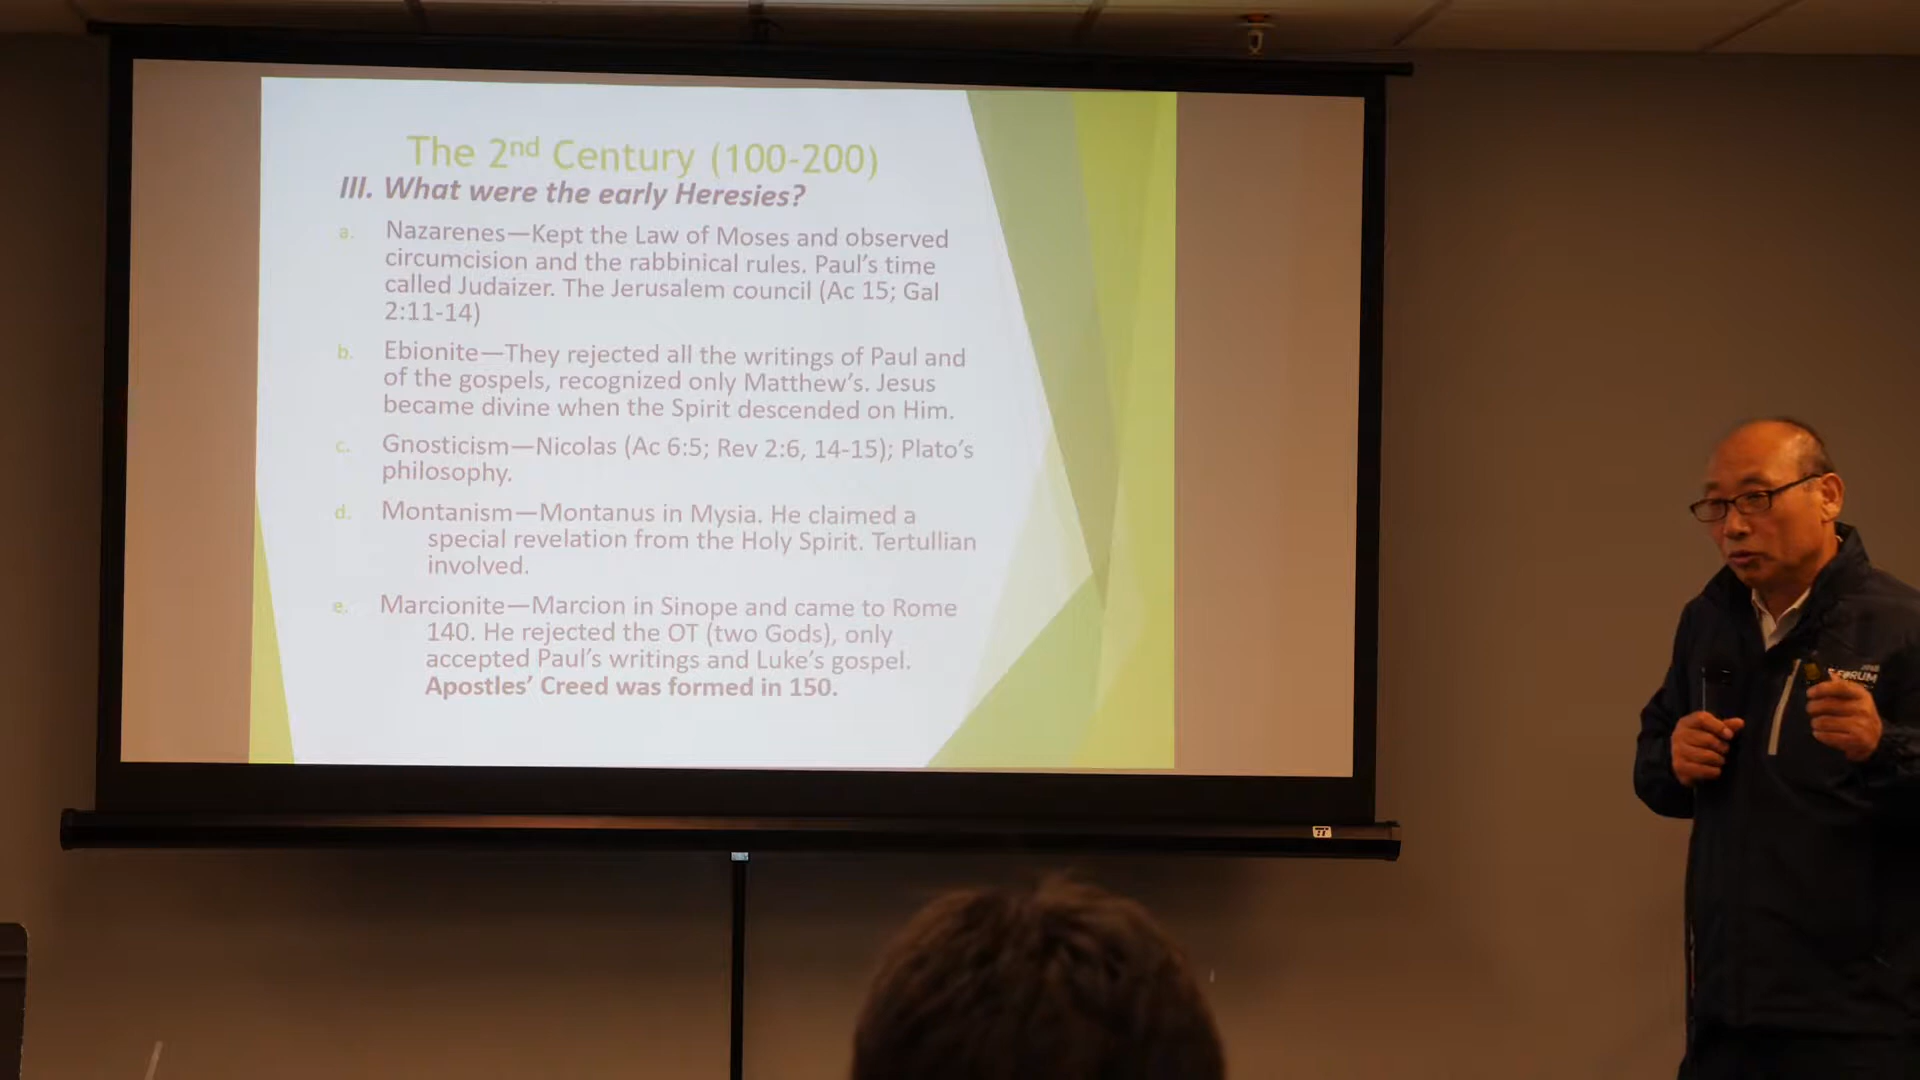 The 2nd Century (100-200)
III. What were the early Heresies?
a. Nazarenes—Kept the Law of Moses and observed
circumcision and the rabbinical rules. Paul's time
called Judaizer. The Jerusalem council (Ac 15; Gal
2:11-14)
b. Ebionite—They rejected all the writings of Paul and
of the gospels, recognized only Matthew's. Jesus
became divine when the Spirit descended on Him.
c. Gnosticism—Nicolas (Ac 6:5; Rev 2:6, 14-15); Plato's
philosophy.
d. Montanism—Montanus in Mysia. He claimed a
special revelation from the Holy Spirit. Tertullian
involved.
e. Marcionite—Marcion in Sinope and came to Rome
140. He rejected the OT (two Gods), only
accepted Paul's writings and Luke's gospel.
Apostles' Creed was formed in 150.
FORUM